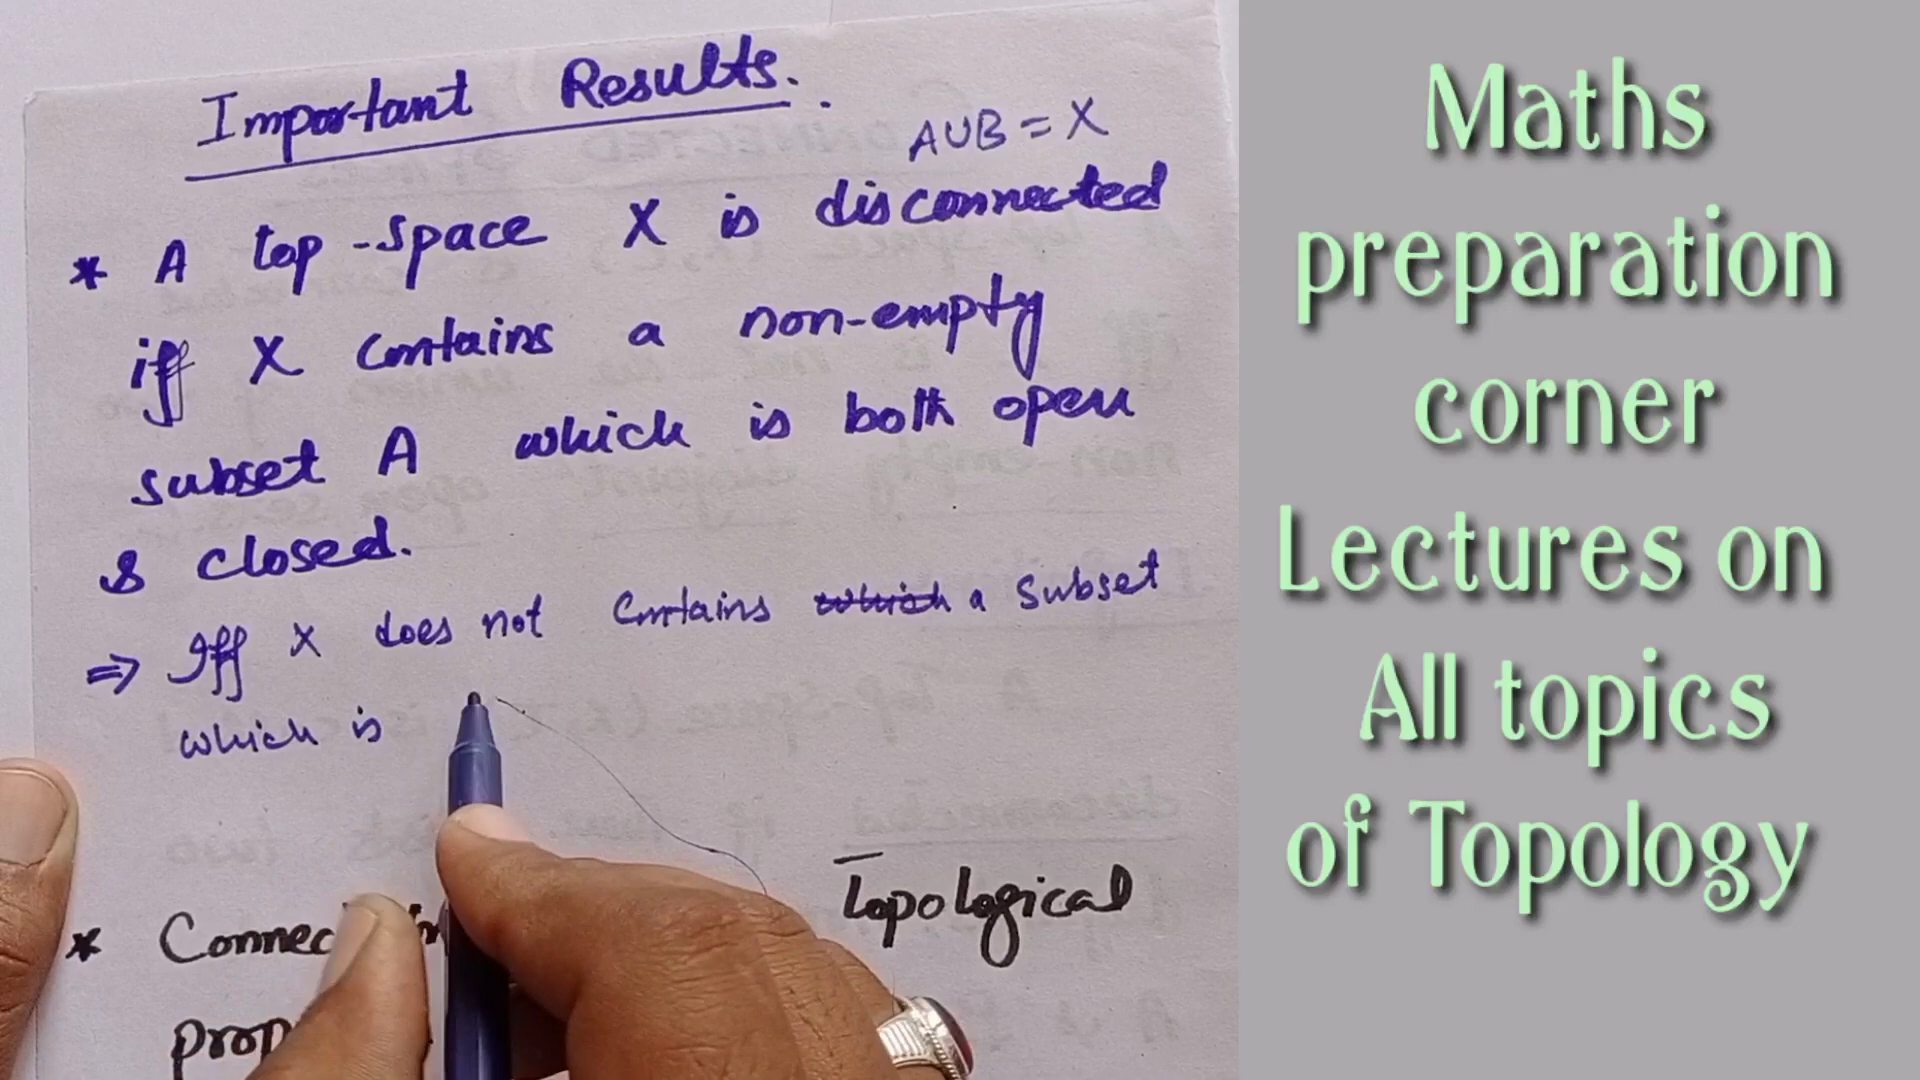 Important Results.
AUB = X
* A top-space X is disconnected
iff X contains a non-empty
subset A which is both open
& closed.
⇒ Iff X does not contains which a subset
which is
* Connec
Topological
prop
Maths
preparation
corner
Lectures on
All topics
of Topology